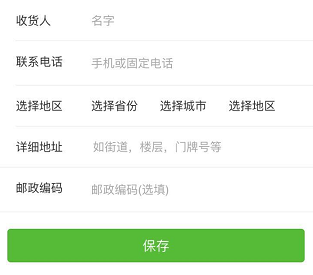 收货人 名字
联系电话 手机或固定电话
选择地区 选择省份 选择城市 选择地区
详细地址 如街道，楼层，门牌号等
邮政编码 邮政编码(选填)
保存